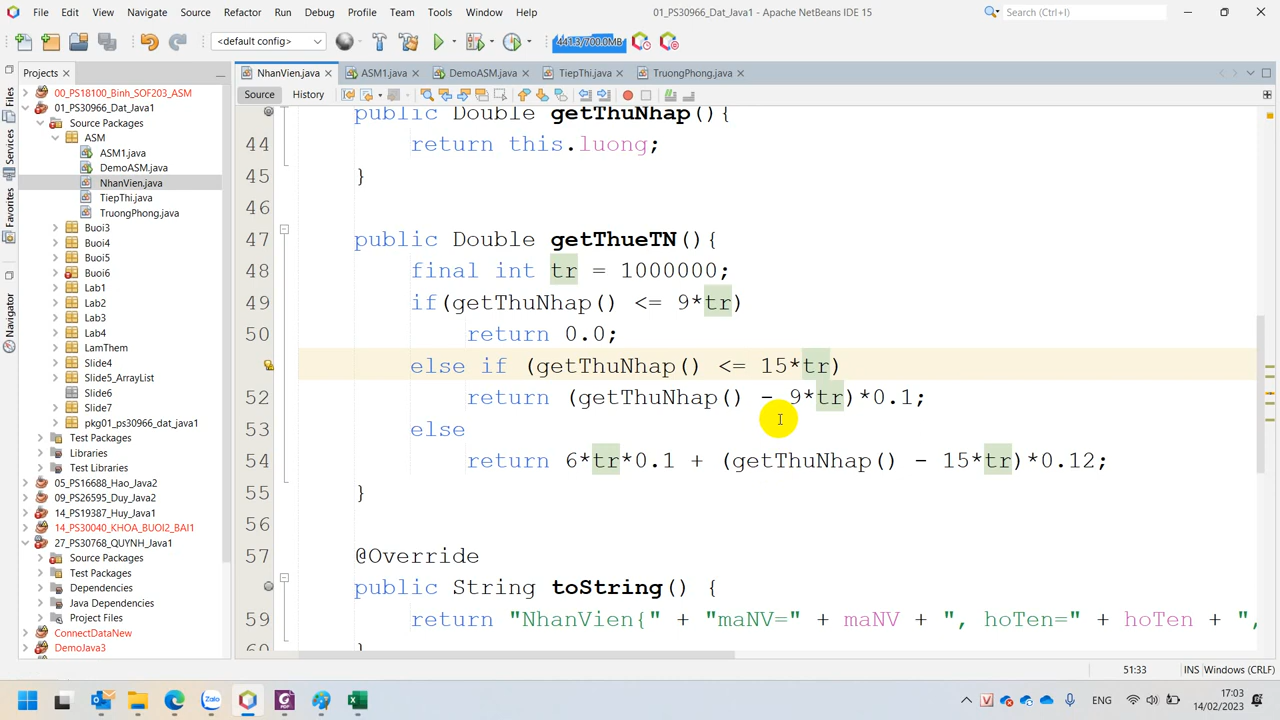 File Edit View Navigate Source Refactor Run Debug Profile Team Tools Window Help 01_PS30966_Dat_Java1 - Apache NetBeans IDE 15 Search (Ctrl+I)
<default config> 441.3/700.0MB
Projects
NhanVien.java ASM1.java DemoASM.java TiepThi.java TruongPhong.java
Source History
Files
Services
Favorites
Navigator
00_PS18100_Binh_SOF203_ASM
01_PS30966_Dat_Java1
Source Packages
ASM
ASM1.java
DemoASM.java
NhanVien.java
TiepThi.java
TruongPhong.java
Buoi3
Buoi4
Buoi5
Buoi6
Lab1
Lab2
Lab3
Lab4
LamThem
Slide4
Slide5_ArrayList
Slide6
Slide7
pkg01_ps30966_dat_java1
Test Packages
Libraries
Test Libraries
05_PS16688_Hao_Java2
09_PS26595_Duy_Java2
14_PS19387_Huy_Java1
14_PS30040_KHOA_BUOI2_BAI1
27_PS30768_QUYNH_Java1
Source Packages
Test Packages
Dependencies
Java Dependencies
Project Files
ConnectDataNew
DemoJava3
public Double getThuNhap(){
44 return this.luong;
45 }
46
47 public Double getThueTN(){
48 final int tr = 1000000;
49 if(getThuNhap() <= 9*tr)
50 return 0.0;
else if (getThuNhap() <= 15*tr)
52 return (getThuNhap() - 9*tr)*0.1;
53 else
54 return 6*tr*0.1 + (getThuNhap() - 15*tr)*0.12;
55 }
56
57 @Override
public String toString() {
59 return "NhanVien{" + "maNV=" + maNV + ", hoTen=" + hoTen + ",
60 }
51:33 INS Windows (CRLF)
Zalo ENG 17:03
14/02/2023